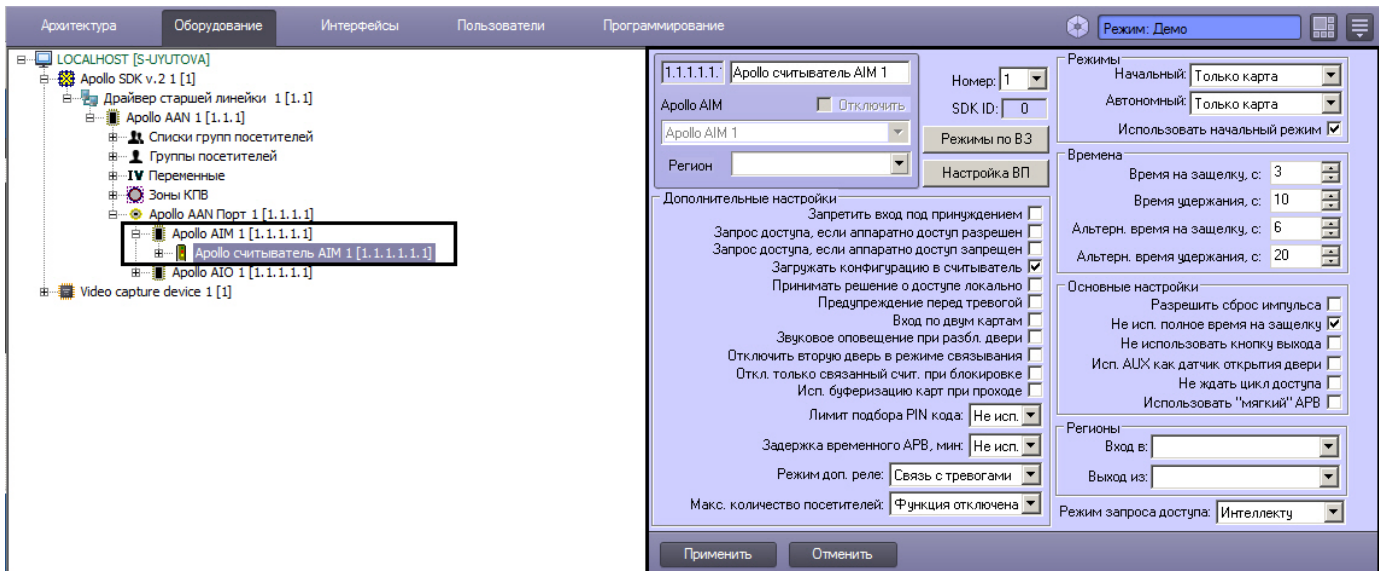 Архитектура Оборудование Интерфейсы Пользователи Программирование Режим: Демо
LOCALHOST [S-UYUTOVA]
Apollo SDK v.2 1 [1]
Драйвер старшей линейки 1 [1.1]
Apollo AAN 1 [1.1.1]
Списки групп посетителей
Группы посетителей
IV Переменные
Зоны КПВ
Apollo AAN Порт 1 [1.1.1.1]
Apollo AIM 1 [1.1.1.1.1]
Apollo считыватель AIM 1 [1.1.1.1.1.1]
Apollo AIO 1 [1.1.1.1.1]
Video capture device 1 [1]
1.1.1.1.1.1 Apollo считыватель AIM 1
Apollo AIM Отключить
Apollo AIM 1
Регион
Номер: 1
SDK ID: 0
Режимы по ВЗ
Настройка ВП
Дополнительные настройки
Запретить вход под принуждением
Запрос доступа, если аппаратно доступ разрешен
Запрос доступа, если аппаратно доступ запрещен
Загружать конфигурацию в считыватель
Принимать решение о доступе локально
Предупреждение перед тревогой
Вход по двум картам
Звуковое оповещение при разбл. двери
Отключить вторую дверь в режиме связывания
Откл. только связанный счит. при блокировке
Исп. буферизацию карт при проходе
Лимит подбора PIN кода: Не исп.
Задержка временного APB, мин: Не исп.
Режим доп. реле: Связь с тревогами
Макс. количество посетителей: Функция отключена
Режимы
Начальный: Только карта
Автономный: Только карта
Использовать начальный режим
Времена
Время на защелку, с: 3
Время удержания, с: 10
Альтерн. время на защелку, с: 6
Альтерн. время удержания, с: 20
Основные настройки
Разрешить сброс импульса
Не исп. полное время на защелку
Не использовать кнопку выхода
Исп. AUX как датчик открытия двери
Не ждать цикл доступа
Использовать "мягкий" APB
Регионы
Вход в:
Выход из:
Режим запроса доступа: Интеллекту
Применить Отменить